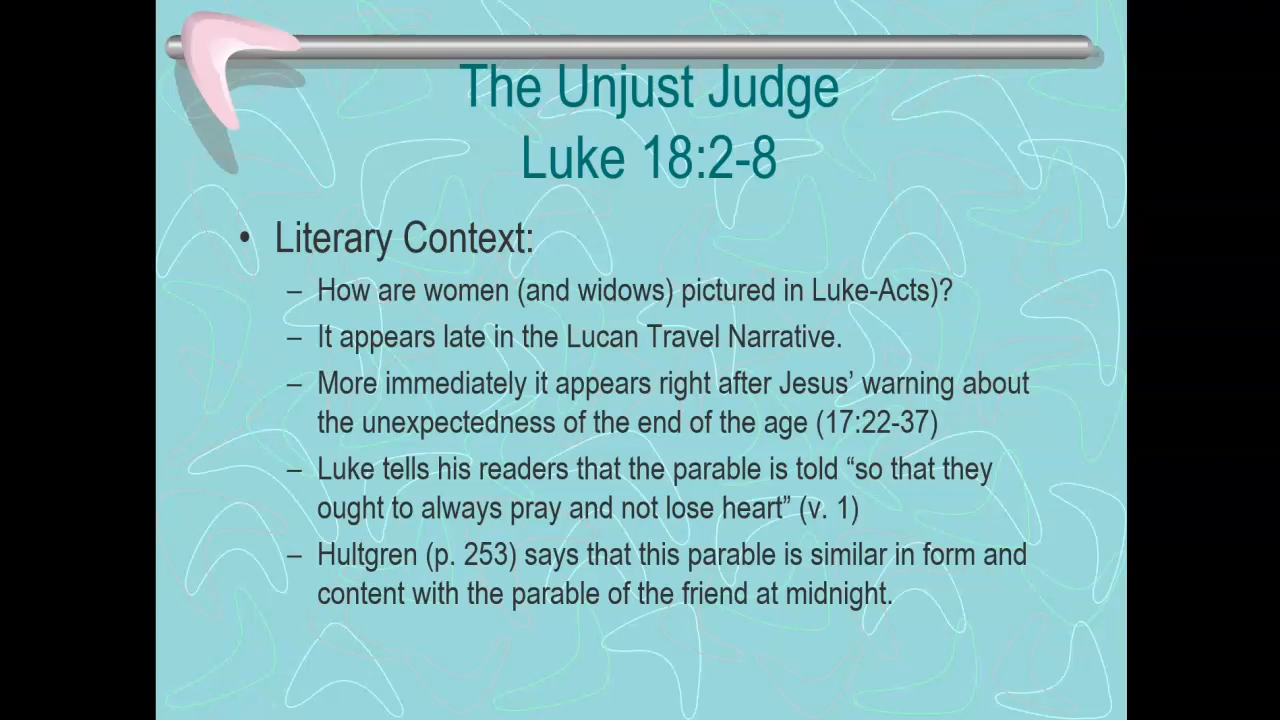 The Unjust Judge
Luke 18:2-8
• Literary Context:
– How are women (and widows) pictured in Luke-Acts)?
– It appears late in the Lucan Travel Narrative.
– More immediately it appears right after Jesus’ warning about
the unexpectedness of the end of the age (17:22-37)
– Luke tells his readers that the parable is told “so that they
ought to always pray and not lose heart” (v. 1)
– Hultgren (p. 253) says that this parable is similar in form and
content with the parable of the friend at midnight.